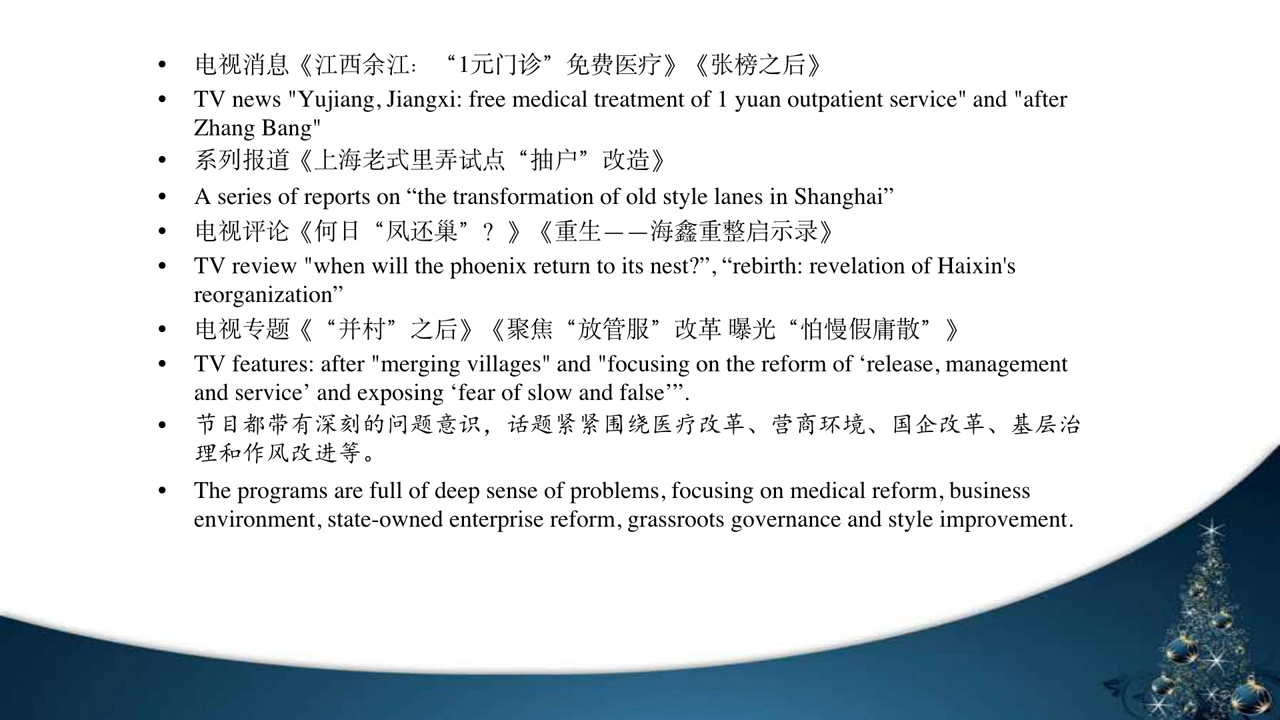 • 电视消息《江西余江：“1元门诊”免费医疗》《张榜之后》
• TV news "Yujiang, Jiangxi: free medical treatment of 1 yuan outpatient service" and "after
Zhang Bang"
• 系列报道《上海老式里弄试点“抽户”改造》
• A series of reports on “the transformation of old style lanes in Shanghai”
• 电视评论《何日“凤还巢”？》《重生——海鑫重整启示录》
• TV review "when will the phoenix return to its nest?”, “rebirth: revelation of Haixin's
reorganization”
• 电视专题《“并村”之后》《聚焦“放管服”改革 曝光“怕慢假庸散”》
• TV features: after "merging villages" and "focusing on the reform of ‘release, management
and service’ and exposing ‘fear of slow and false’”.
• 节目都带有深刻的问题意识，话题紧紧围绕医疗改革、营商环境、国企改革、基层治
理和作风改进等。
• The programs are full of deep sense of problems, focusing on medical reform, business
environment, state-owned enterprise reform, grassroots governance and style improvement.